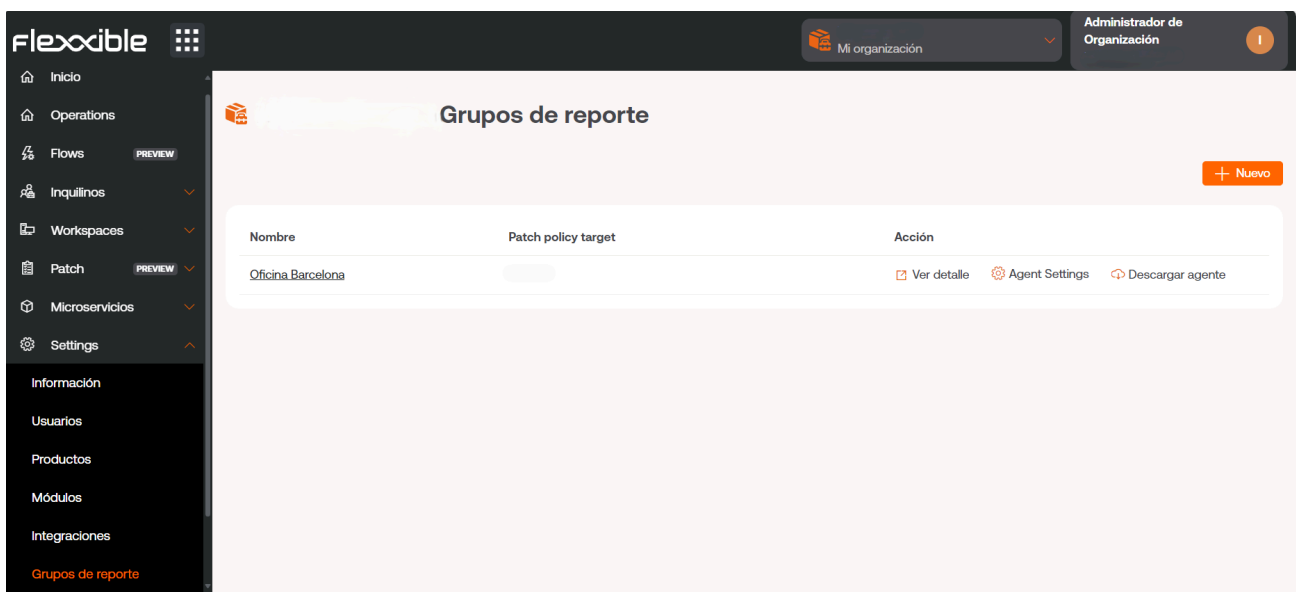 Flexxible
Mi organización
Administrador de
Organización
I
Inicio
Operations
Flows PREVIEW
Inquilinos
Workspaces
Patch PREVIEW
Microservicios
Settings
Información
Usuarios
Productos
Módulos
Integraciones
Grupos de reporte
Grupos de reporte
Nuevo
Nombre Patch policy target Acción
Oficina Barcelona Ver detalle Agent Settings Descargar agente